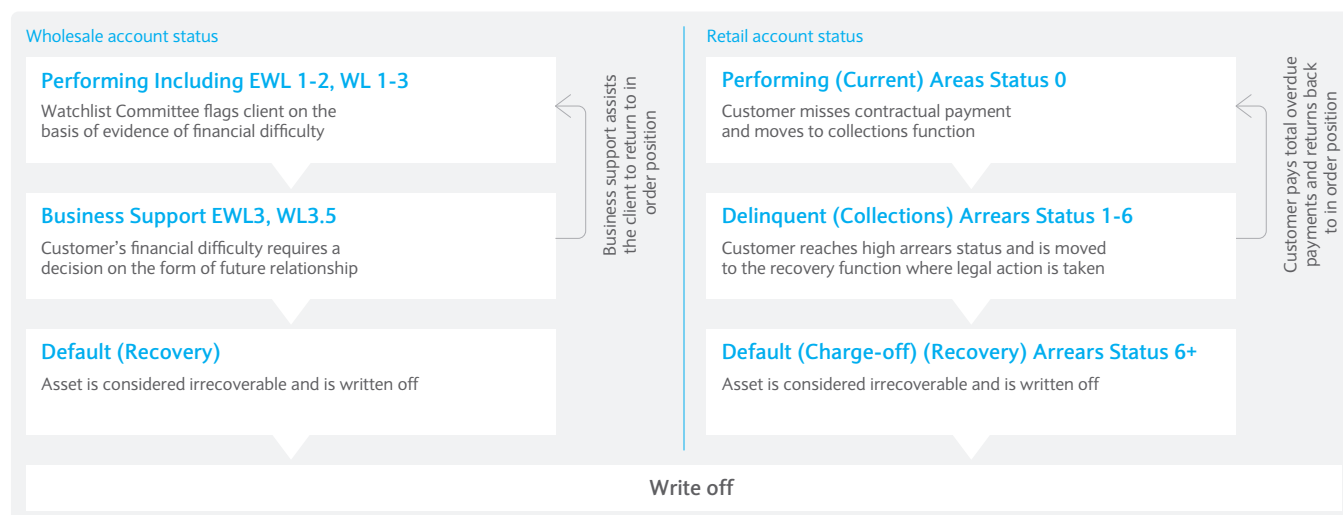 Wholesale account status
Performing Including EWL 1-2, WL 1-3
Watchlist Committee flags client on the
basis of evidence of financial difficulty
Business support assists
the client to return to in
order position
Business Support EWL3, WL3.5
Customer's financial difficulty requires a
decision on the form of future relationship
Default (Recovery)
Asset is considered irrecoverable and is written off
Retail account status
Performing (Current) Areas Status 0
Customer misses contractual payment
and moves to collections function
Customer pays total overdue
payments and returns back
to in order position
Delinquent (Collections) Arrears Status 1-6
Customer reaches high arrears status and is moved
to the recovery function where legal action is taken
Default (Charge-off) (Recovery) Arrears Status 6+
Asset is considered irrecoverable and is written off
Write off